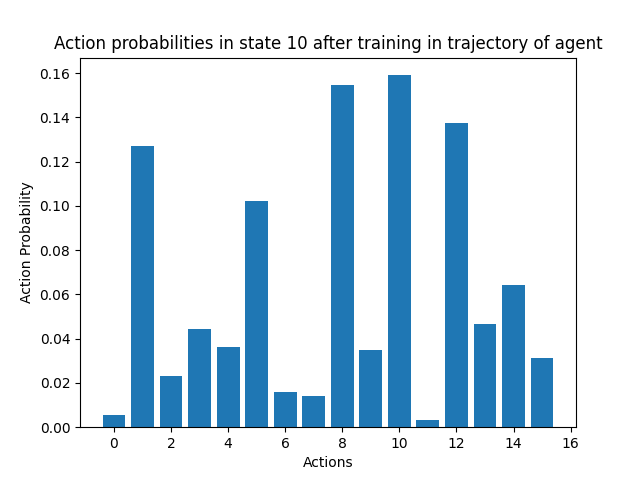 Action probabilities in state 10 after training in trajectory of agent
0.16
0.14
0.12
0.10
0.08
0.06
0.04
0.02
0.00
Action Probability
0 2 4 6 8 10 12 14 16
Actions